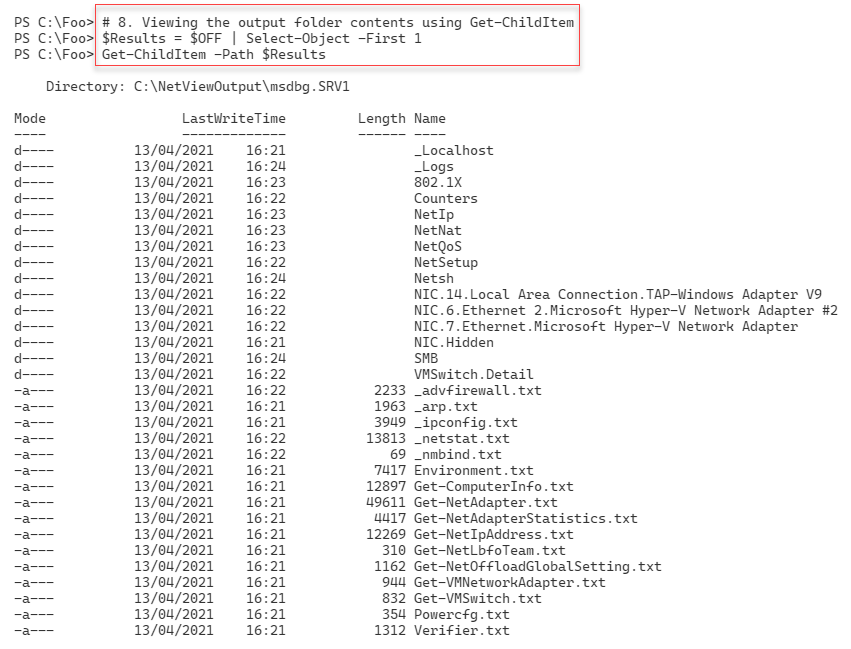 PS C:\Foo> # 8. Viewing the output folder contents using Get-ChildItem
PS C:\Foo> $Results = $OFF | Select-Object -First 1
PS C:\Foo> Get-ChildItem -Path $Results
Directory: C:\NetViewOutput\msdbg.SRV1
Mode LastWriteTime Length Name
---- ------------- ------ ----
d---- 13/04/2021 16:21 _Localhost
d---- 13/04/2021 16:24 _Logs
d---- 13/04/2021 16:23 802.1X
d---- 13/04/2021 16:22 Counters
d---- 13/04/2021 16:23 NetIp
d---- 13/04/2021 16:23 NetNat
d---- 13/04/2021 16:23 NetQoS
d---- 13/04/2021 16:22 NetSetup
d---- 13/04/2021 16:24 Netsh
d---- 13/04/2021 16:22 NIC.14.Local Area Connection.TAP-Windows Adapter V9
d---- 13/04/2021 16:22 NIC.6.Ethernet 2.Microsoft Hyper-V Network Adapter #2
d---- 13/04/2021 16:22 NIC.7.Ethernet.Microsoft Hyper-V Network Adapter
d---- 13/04/2021 16:21 NIC.Hidden
d---- 13/04/2021 16:24 SMB
d---- 13/04/2021 16:22 VMSwitch.Detail
-a--- 13/04/2021 16:22 2233 _advfirewall.txt
-a--- 13/04/2021 16:21 1963 _arp.txt
-a--- 13/04/2021 16:21 3949 _ipconfig.txt
-a--- 13/04/2021 16:22 13813 _netstat.txt
-a--- 13/04/2021 16:22 69 _nmbind.txt
-a--- 13/04/2021 16:21 7417 Environment.txt
-a--- 13/04/2021 16:21 12897 Get-ComputerInfo.txt
-a--- 13/04/2021 16:21 49611 Get-NetAdapter.txt
-a--- 13/04/2021 16:21 4417 Get-NetAdapterStatistics.txt
-a--- 13/04/2021 16:21 12269 Get-NetIpAddress.txt
-a--- 13/04/2021 16:21 310 Get-NetLbfoTeam.txt
-a--- 13/04/2021 16:21 1162 Get-NetOffloadGlobalSetting.txt
-a--- 13/04/2021 16:21 944 Get-VMNetworkAdapter.txt
-a--- 13/04/2021 16:21 832 Get-VMSwitch.txt
-a--- 13/04/2021 16:21 354 Powercfg.txt
-a--- 13/04/2021 16:21 1312 Verifier.txt